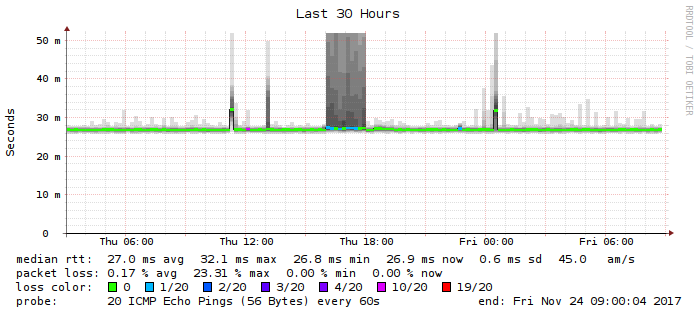 Last 30 Hours
RRDTOOL / TOBI OETIKER
Seconds
50 m
40 m
30 m
20 m
10 m
0
Thu 06:00 Thu 12:00 Thu 18:00 Fri 00:00 Fri 06:00
median rtt: 27.0 ms avg 32.1 ms max 26.8 ms min 26.9 ms now 0.6 ms sd 45.0 am/s
packet loss: 0.17 % avg 23.31 % max 0.00 % min 0.00 % now
loss color: 0 1/20 2/20 3/20 4/20 10/20 19/20
probe: 20 ICMP Echo Pings (56 Bytes) every 60s end: Fri Nov 24 09:00:04 2017